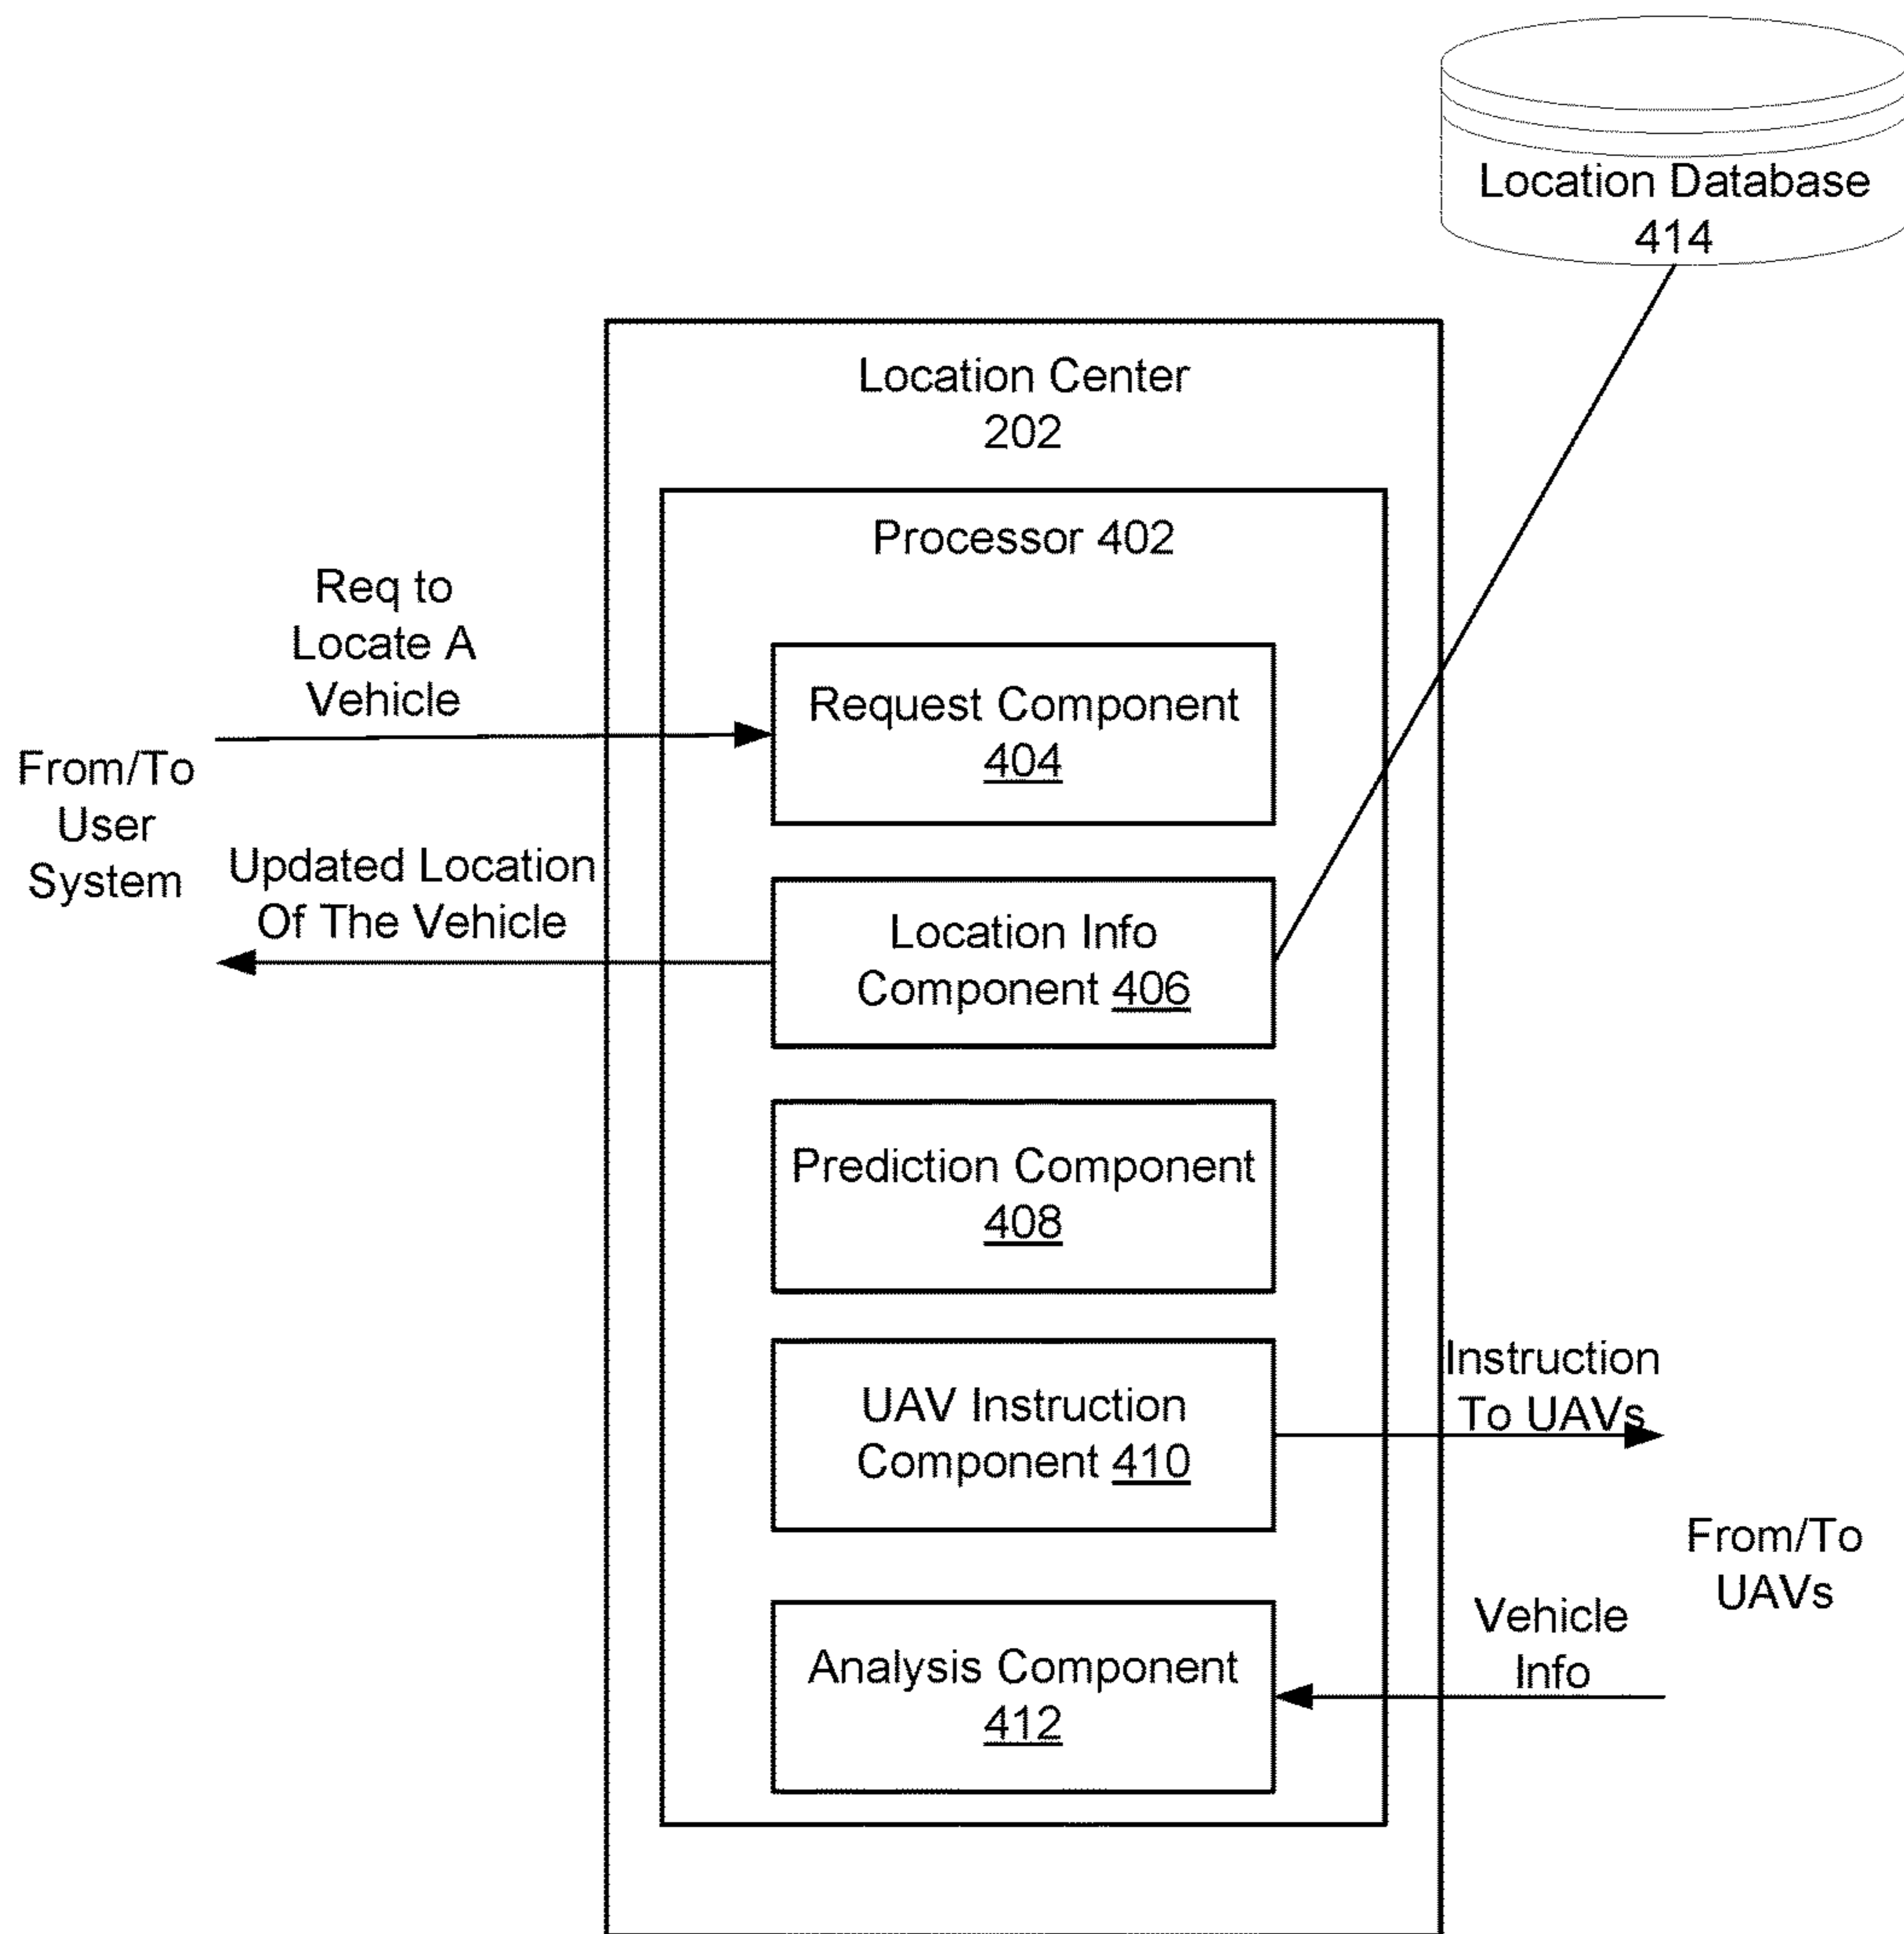 Location Database
414
Location Center
202
Processor 402
Req to
Locate A
Vehicle
Request Component
404
From/To
User
System
Updated Location
Of The Vehicle
Location Info
Component 406
Prediction Component
408
UAV Instruction
Component 410
Instruction
To UAVs
From/To
UAVs
Vehicle
Info
Analysis Component
412